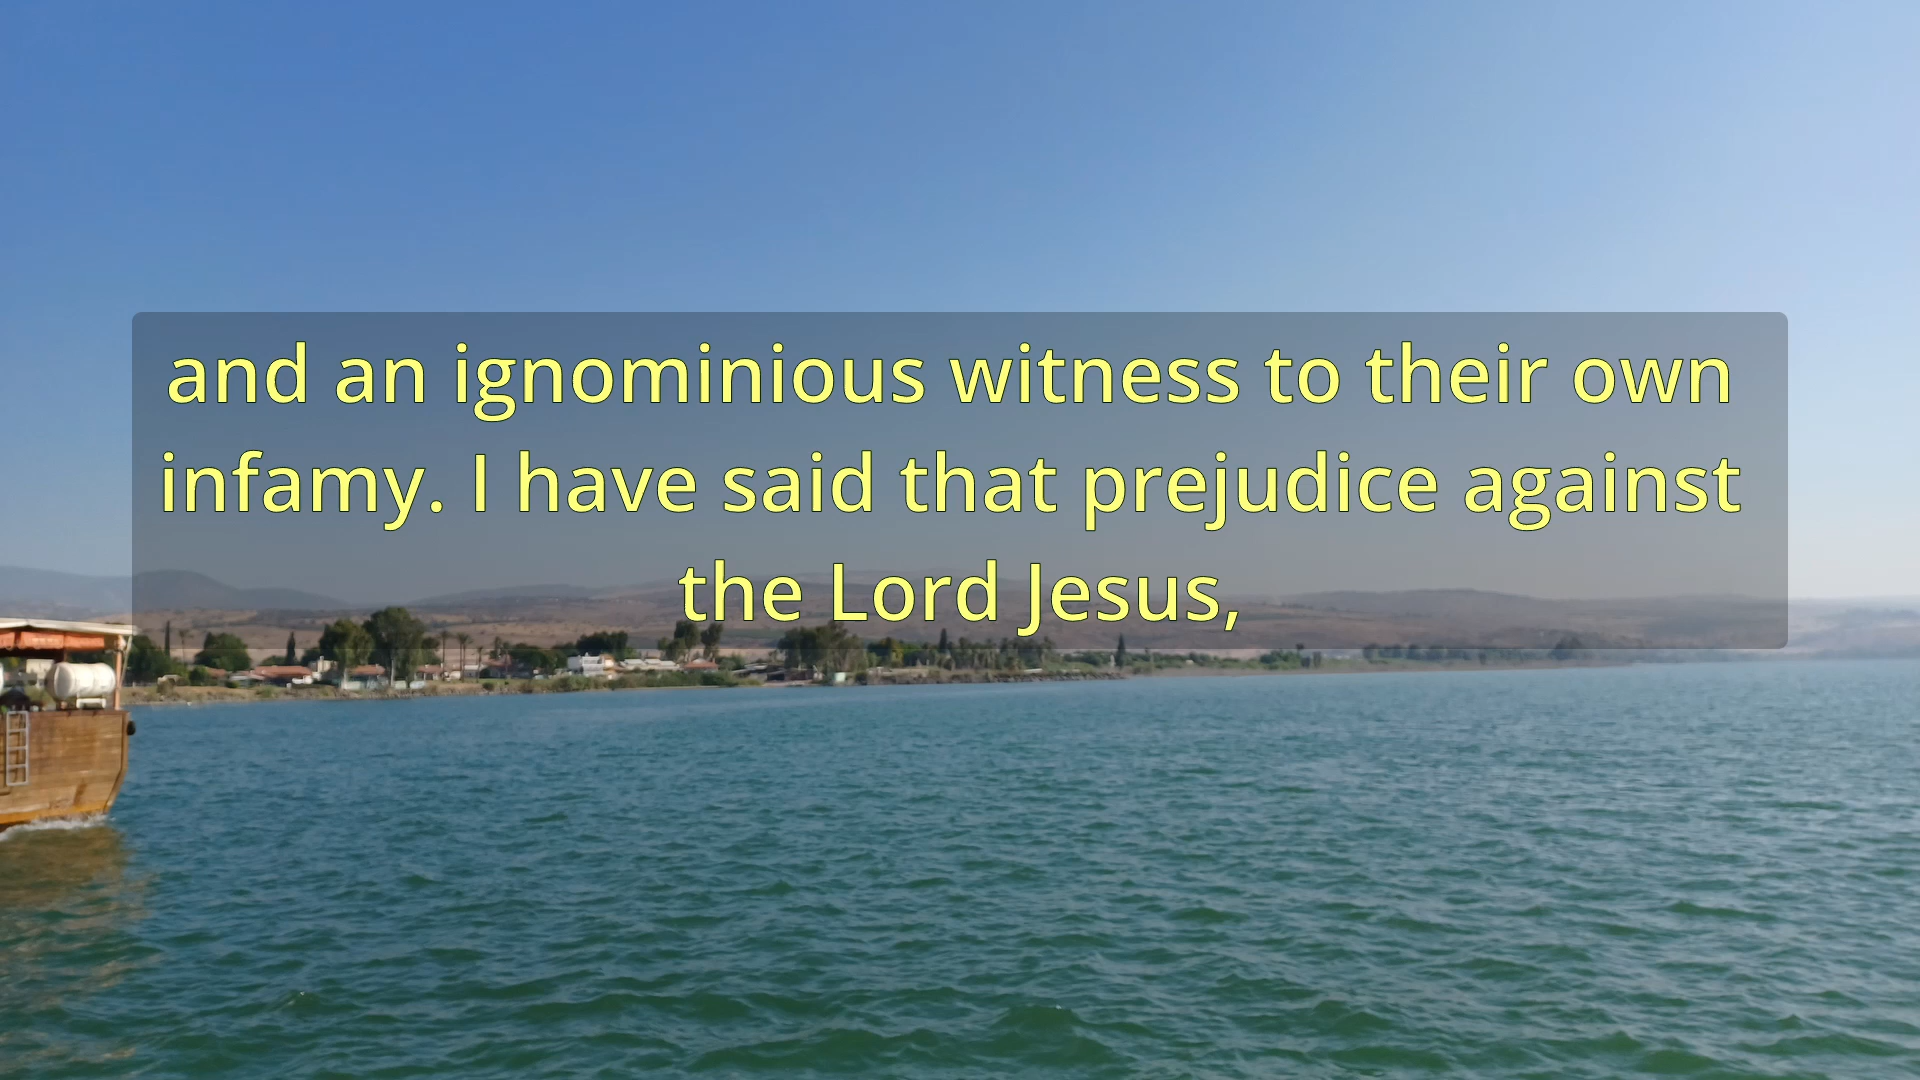 and an ignominious witness to their own
infamy. I have said that prejudice against
the Lord Jesus,